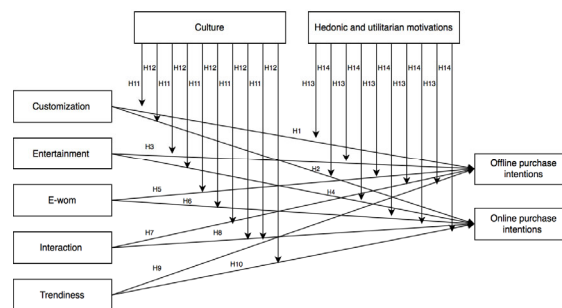 Culture
Hedonic and utilitarian motivations
H12 H12 H12 H12 H12 H14 H14 H14 H14 H14
H11 H11 H11 H11 H11 H13 H13 H13 H13 H13
Customization
H1
Entertainment
H3
H2
Offline purchase
intentions
E-wom
H5
H6
H4
Online purchase
intentions
Interaction
H7
H8
H9
H10
Trendiness